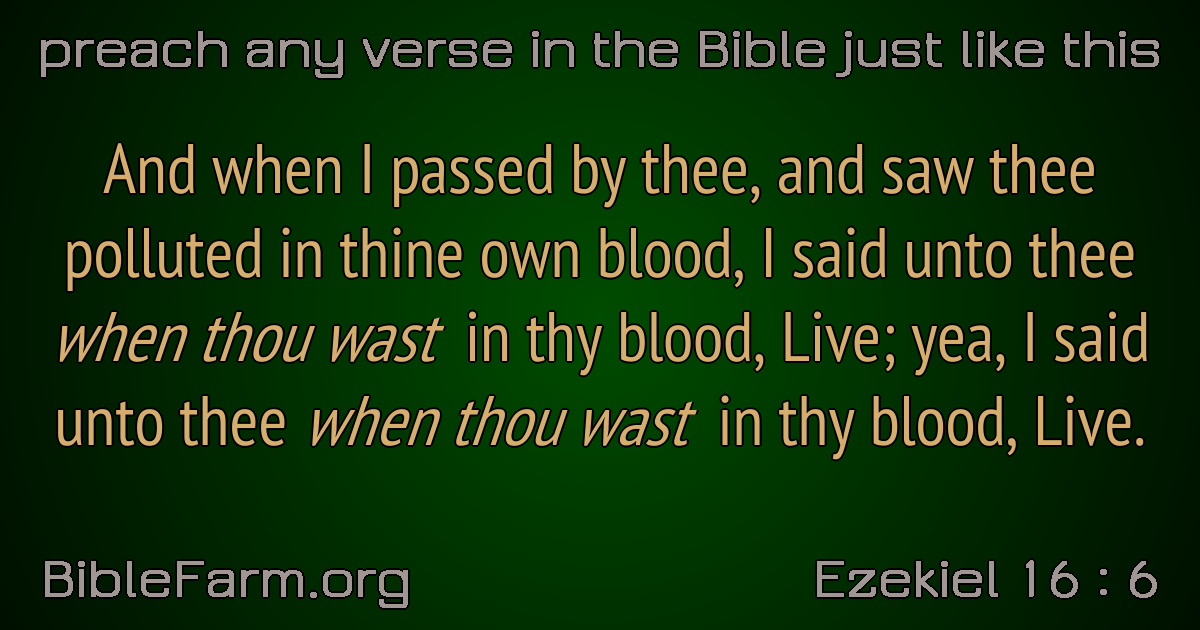 preach any verse in the Bible just like this
And when I passed by thee, and saw thee
polluted in thine own blood, I said unto thee
when thou wast in thy blood, Live; yea, I said
unto thee when thou wast in thy blood, Live.
BibleFarm.org
Ezekiel 16 : 6